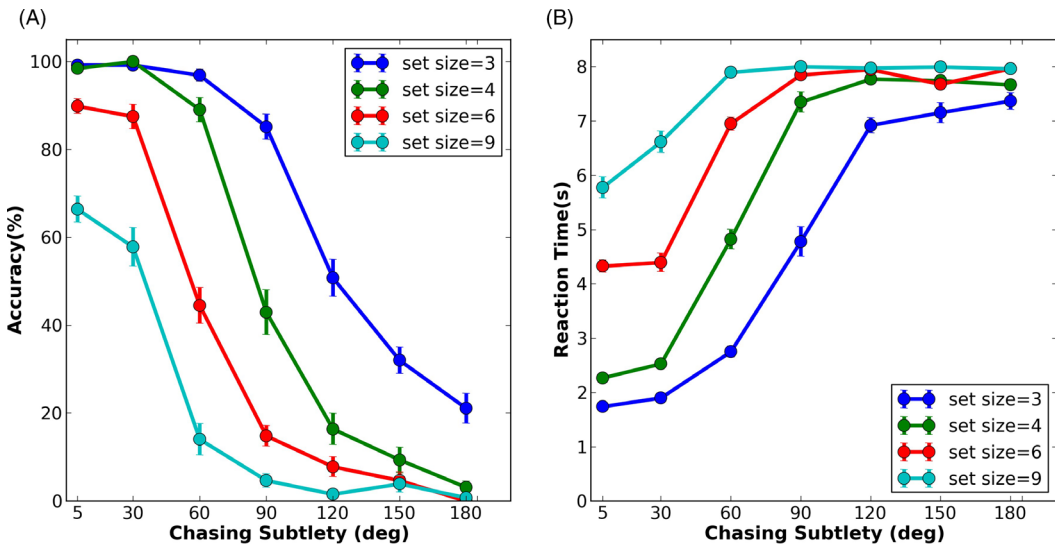 (A)
Accuracy(%)
100
80
60
40
20
0
5 30 60 90 120 150 180
Chasing Subtlety (deg)
set size=3
set size=4
set size=6
set size=9
(B)
Reaction Time(s)
8
7
6
5
4
3
2
1
0
5 30 60 90 120 150 180
Chasing Subtlety (deg)
set size=3
set size=4
set size=6
set size=9